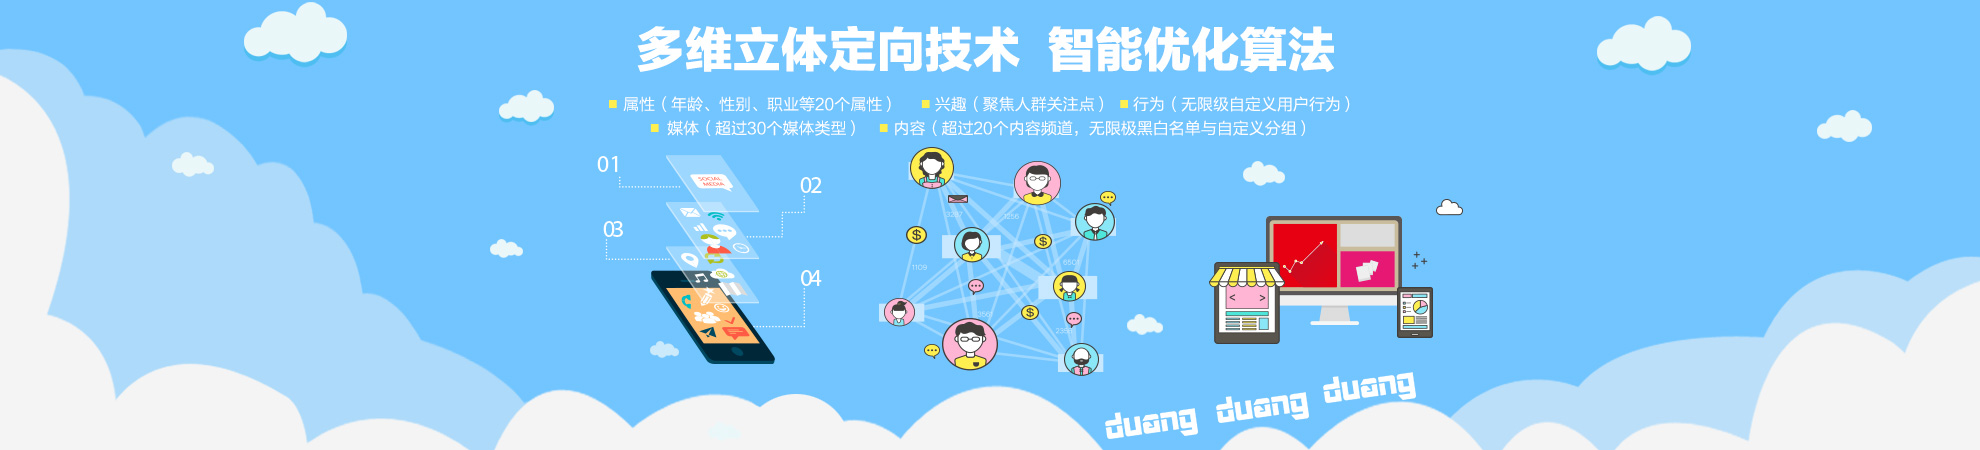 多维立体定向技术 智能优化算法
■ 属性（年龄、性别、职业等20个属性） ■ 兴趣（聚焦人群关注点） ■ 行为（无限级自定义用户行为）
■ 媒体（超过30个媒体类型） ■ 内容（超过20个内容频道，无限极黑白名单与自定义分组）
01
SOCIAL
MEDIA
02
03
04
1109
duang duang duang